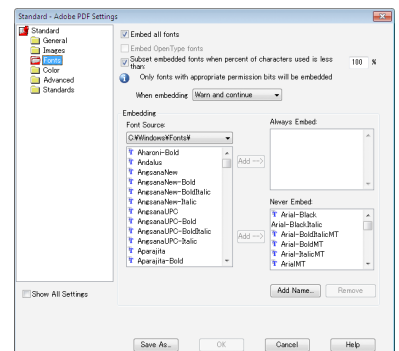 Standard - Adobe PDF Settings
Standard
General
Images
Fonts
Color
Advanced
Standards
Show All Settings
Embed all fonts
Embed OpenType fonts
Subset embedded fonts when percent of characters used is less than:
100 %
Only fonts with appropriate permission bits will be embedded
When embedding Warn and continue
Embedding
Font Source:
C:¥Windows¥Fonts¥
Aharoni-Bold
Andalus
AngsanaNew
AngsanaNew-Bold
AngsanaNew-BoldItalic
AngsanaNew-Italic
AngsanaUPC
AngsanaUPC-Bold
AngsanaUPC-BoldItalic
AngsanaUPC-Italic
Aparajita
Aparajita-Bold
Add -->
Add -->
Always Embed:
Never Embed:
Arial-Black
Arial-BlackItalic
Arial-BoldItalicMT
Arial-BoldMT
Arial-ItalicMT
ArialMT
Add Name... Remove
Save As... OK Cancel Help